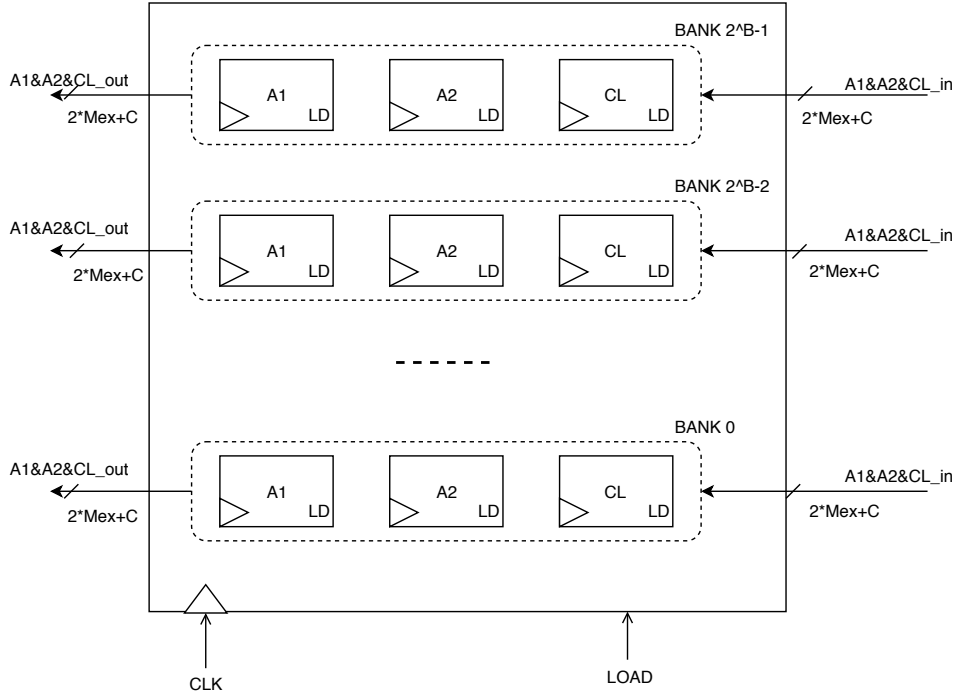 BANK 2^B-1
A1&A2&CL_out
A1
A2
CL
A1&A2&CL_in
LD
LD
LD
2*Mex+C
2*Mex+C
BANK 2^B-2
A1&A2&CL_out
A1
A2
CL
A1&A2&CL_in
LD
LD
LD
2*Mex+C
2*Mex+C
BANK 0
A1&A2&CL_out
A1
A2
CL
A1&A2&CL_in
LD
LD
LD
2*Mex+C
2*Mex+C
CLK
LOAD